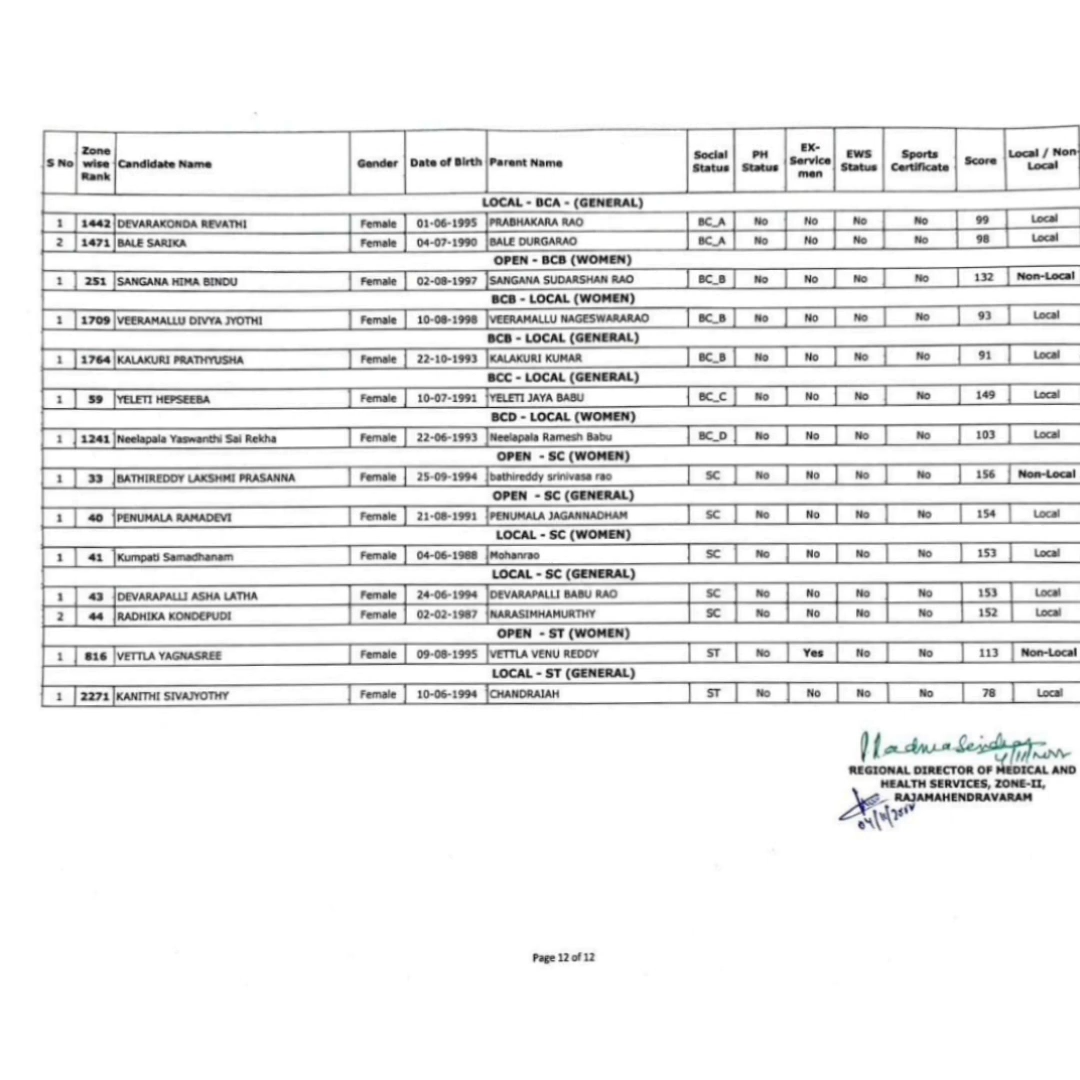 S No Zone wise Rank Candidate Name Gender Date of Birth Parent Name Social Status PH Status EX-Service men EWS Status Sports Certificate Score Local / Non-Local
LOCAL - BCA - (GENERAL)
1 1442 DEVARAKONDA REVATHI Female 01-06-1995 PRABHAKARA RAO BC_A No No No No 99 Local
2 1471 BALE SARIKA Female 04-07-1990 BALE DURGARAO BC_A No No No No 98 Local
OPEN - BCB (WOMEN)
1 251 SANGANA HIMA BINDU Female 02-08-1997 SANGANA SUDARSHAN RAO BC_B No No No No 132 Non-Local
BCB - LOCAL (WOMEN)
1 1709 VEERAMALLU DIVYA JYOTHI Female 10-08-1998 VEERAMALLU NAGESWARARAO BC_B No No No No 93 Local
BCB - LOCAL (GENERAL)
1 1764 KALAKURI PRATHYUSHA Female 22-10-1993 KALAKURI KUMAR BC_B No No No No 91 Local
BCC - LOCAL (GENERAL)
1 59 YELETI HEPSEEBA Female 10-07-1991 YELETI JAYA BABU BC_C No No No No 149 Local
BCD - LOCAL (WOMEN)
1 1241 Neelapala Yaswanthi Sai Rekha Female 22-06-1993 Neelapala Ramesh Babu BC_D No No No No 103 Local
OPEN - SC (WOMEN)
1 33 BATHIREDDY LAKSHMI PRASANNA Female 25-09-1994 bathireddy srinivasa rao SC No No No No 156 Non-Local
OPEN - SC (GENERAL)
1 40 PENUMALA RAMADEVI Female 21-08-1991 PENUMALA JAGANNADHAM SC No No No No 154 Local
LOCAL - SC (WOMEN)
1 41 Kumpati Samadhanam Female 04-06-1988 Mohanrao SC No No No No 153 Local
LOCAL - SC (GENERAL)
1 43 DEVARAPALLI ASHA LATHA Female 24-06-1994 DEVARAPALLI BABU RAO SC No No No No 153 Local
2 44 RADHIKA KONDEPUDI Female 02-02-1987 NARASIMHAMURTHY SC No No No No 152 Local
OPEN - ST (WOMEN)
1 816 VETTLA YAGNASREE Female 09-08-1995 VETTLA VENU REDDY ST No Yes No No 113 Non-Local
LOCAL - ST (GENERAL)
1 2271 KANITHI SIVAJYOTHY Female 10-06-1994 CHANDRAIAH ST No No No No 78 Local
REGIONAL DIRECTOR OF MEDICAL AND
HEALTH SERVICES, ZONE-II,
RAJAMAHENDRAVARAM
Page 12 of 12